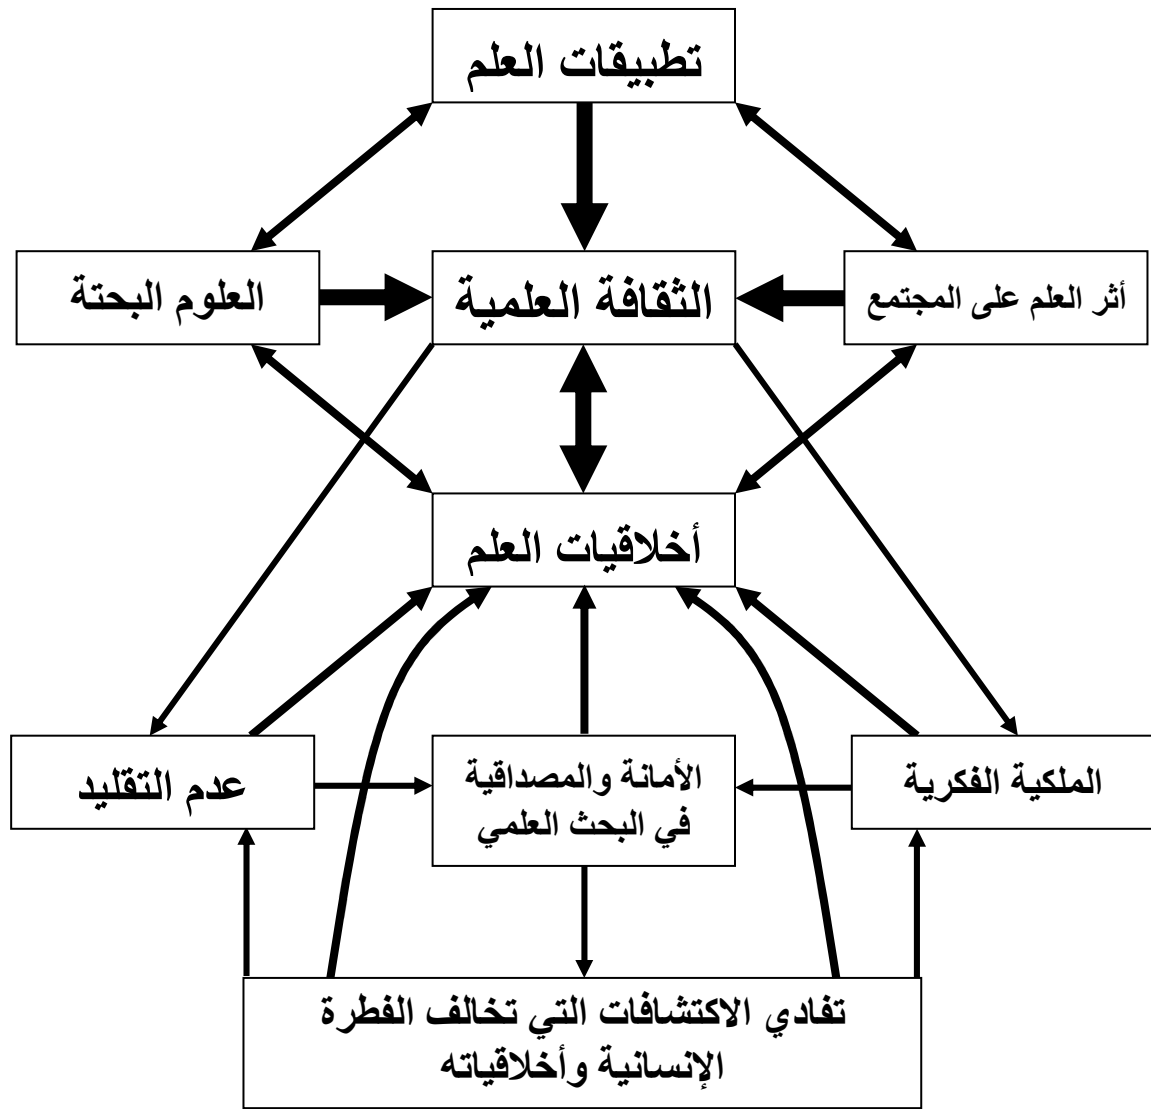 تطبيقات العلم
أثر العلم على المجتمع
الثقافة العلمية
العلوم البحتة
أخلاقيات العلم
الملكية الفكرية
الأمانة والمصداقية
في البحث العلمي
عدم التقليد
تفادي الاكتشافات التي تخالف الفطرة
الإنسانية وأخلاقياته